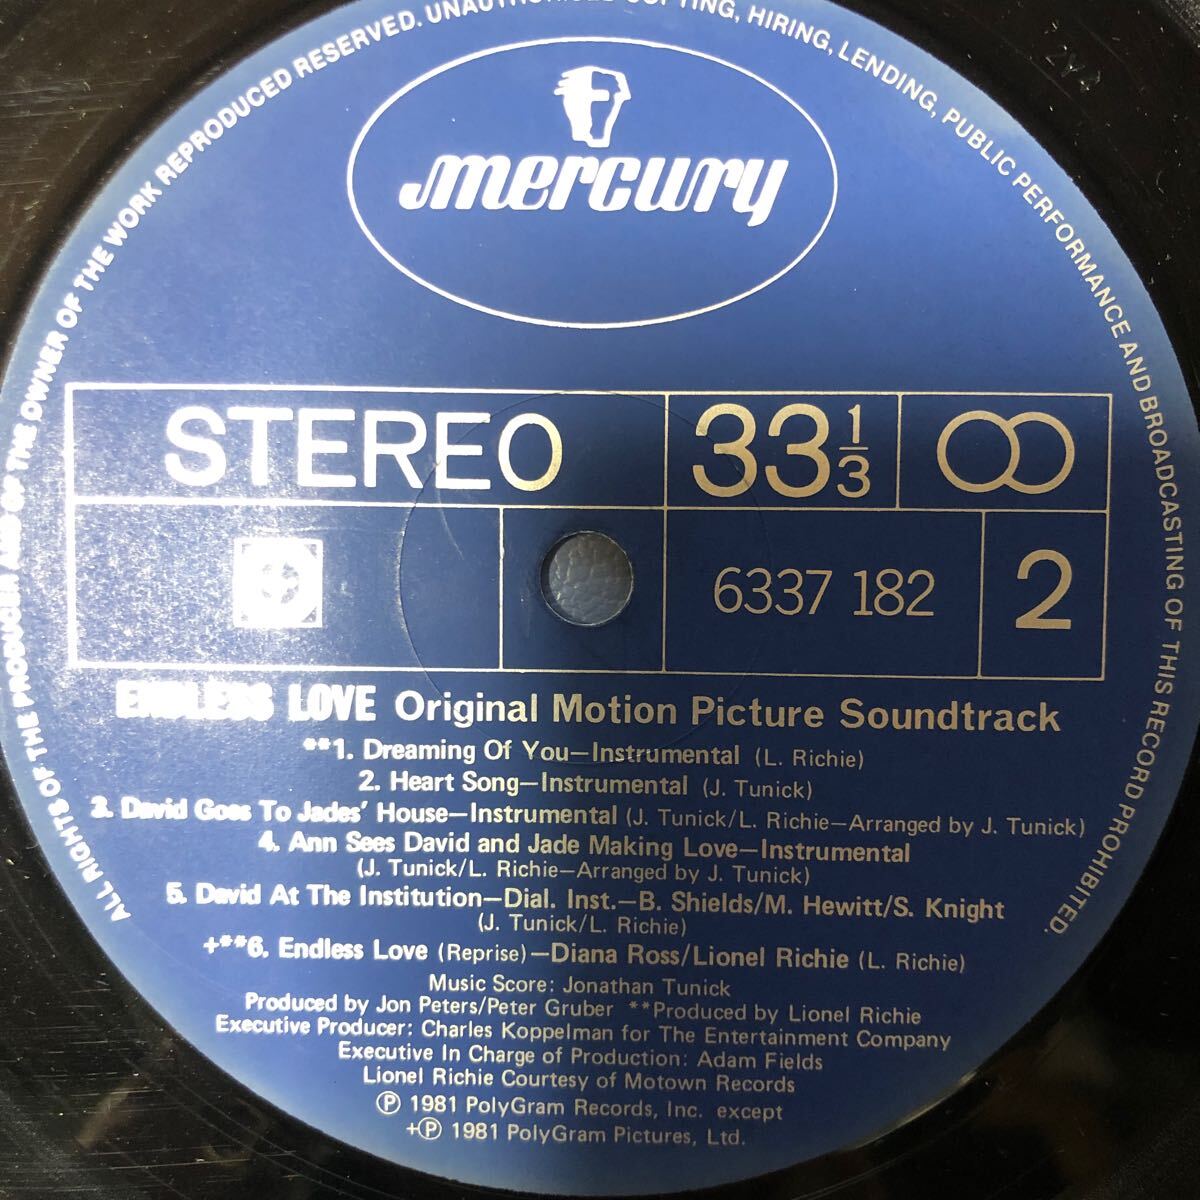 ALL RIGHTS OF THE PRODUCER AND OF THE OWNER OF THE WORK REPRODUCED RESERVED. UNAUTHORISED COPYING, HIRING, LENDING, PUBLIC PERFORMANCE AND BROADCASTING OF THIS RECORD PROHIBITED.
mercury
STEREO 33 1/3
6337 182 2
ENDLESS LOVE Original Motion Picture Soundtrack
**1. Dreaming Of You—Instrumental (L. Richie)
2. Heart Song—Instrumental (J. Tunick)
3. David Goes To Jades' House—Instrumental (J. Tunick/L. Richie—Arranged by J. Tunick)
4. Ann Sees David and Jade Making Love—Instrumental
(J. Tunick/L. Richie—Arranged by J. Tunick)
5. David At The Institution—Dial. Inst.—B. Shields/M. Hewitt/S. Knight
(J. Tunick/L. Richie)
+**6. Endless Love (Reprise)—Diana Ross/Lionel Richie (L. Richie)
Music Score: Jonathan Tunick
Produced by Jon Peters/Peter Gruber **Produced by Lionel Richie
Executive Producer: Charles Koppelman for The Entertainment Company
Executive In Charge of Production: Adam Fields
Lionel Richie Courtesy of Motown Records
Ⓟ 1981 PolyGram Records, Inc. except
+Ⓟ 1981 PolyGram Pictures, Ltd.